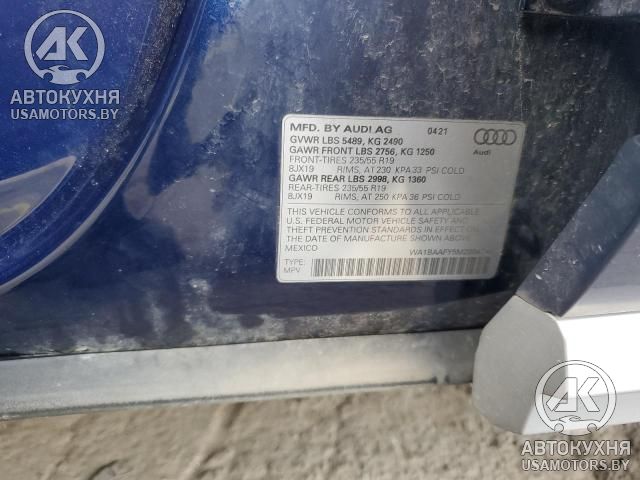 AK
АВТОКУХНЯ
USAMOTORS.BY
MFD. BY AUDI AG 0421
GVWR LBS 5489, KG 2490
GAWR FRONT LBS 2756, KG 1250
FRONT-TIRES 235/55 R19
8JX19 RIMS, AT 230 KPA 33 PSI COLD
GAWR REAR LBS 2998, KG 1360
REAR-TIRES 235/55 R19
8JX19 RIMS, AT 250 KPA 36 PSI COLD
Audi
THIS VEHICLE CONFORMS TO ALL APPLICABLE
U.S. FEDERAL MOTOR VEHICLE SAFETY AND
THEFT PREVENTION STANDARDS IN EFFECT ON
THE DATE OF MANUFACTURE SHOWN ABOVE.
MEXICO
TYPE:
MPV
AK
АВТОКУХНЯ
USAMOTORS.BY